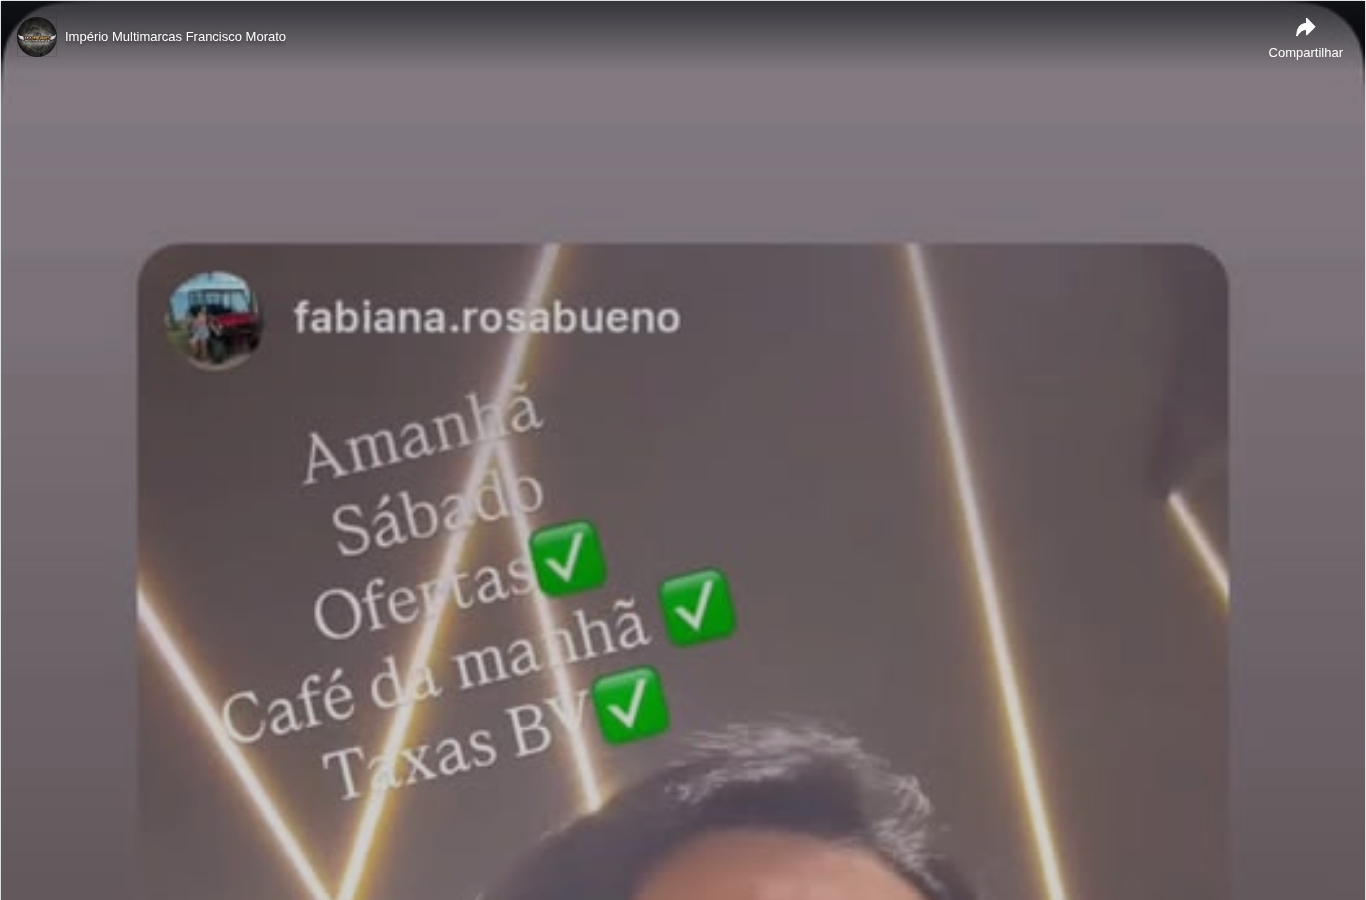 Império Multimarcas Francisco Morato
Compartilhar
fabiana.rosabueno
Amanhã
Sábado
Ofertas✅
Café da manhã ✅
Taxas BV✅